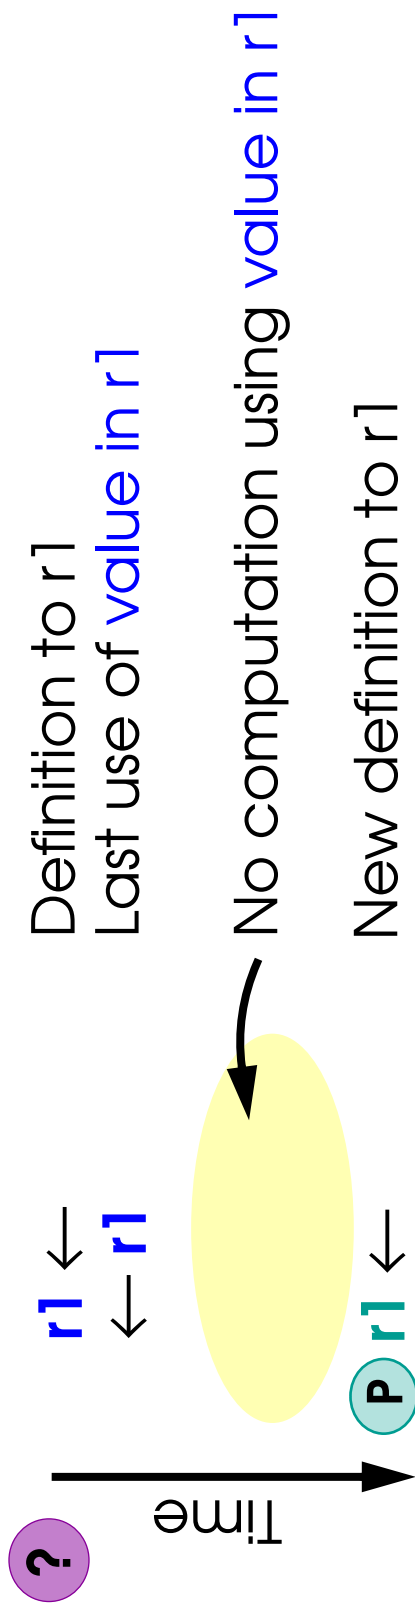 ?
r1 ← Definition to r1
← r1 Last use of value in r1
Time
No computation using value in r1
P r1 ← New definition to r1